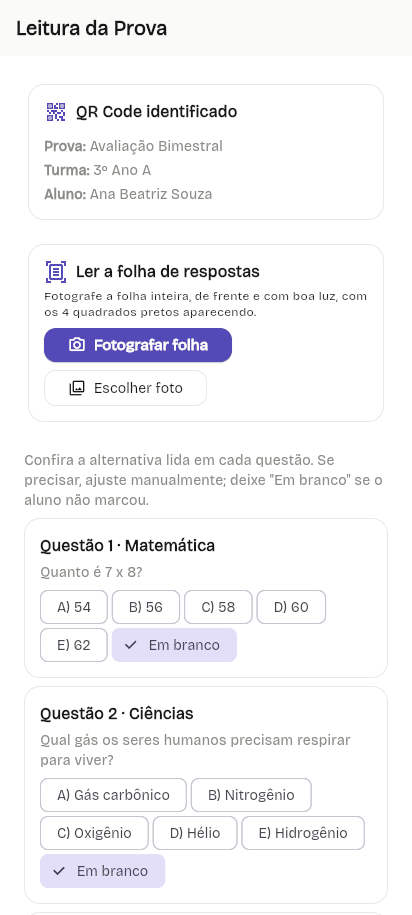 Leitura da Prova
QR Code identificado
Prova: Avaliação Bimestral
Turma: 3º Ano A
Aluno: Ana Beatriz Souza
Ler a folha de respostas
Fotografe a folha inteira, de frente e com boa luz, com
os 4 quadrados pretos aparecendo.
Fotografar folha
Escolher foto
Confira a alternativa lida em cada questão. Se
precisar, ajuste manualmente; deixe "Em branco" se o
aluno não marcou.
Questão 1 · Matemática
Quanto é 7 x 8?
A) 54 B) 56 C) 58 D) 60
E) 62 Em branco
Questão 2 · Ciências
Qual gás os seres humanos precisam respirar
para viver?
A) Gás carbônico B) Nitrogênio
C) Oxigênio D) Hélio E) Hidrogênio
Em branco